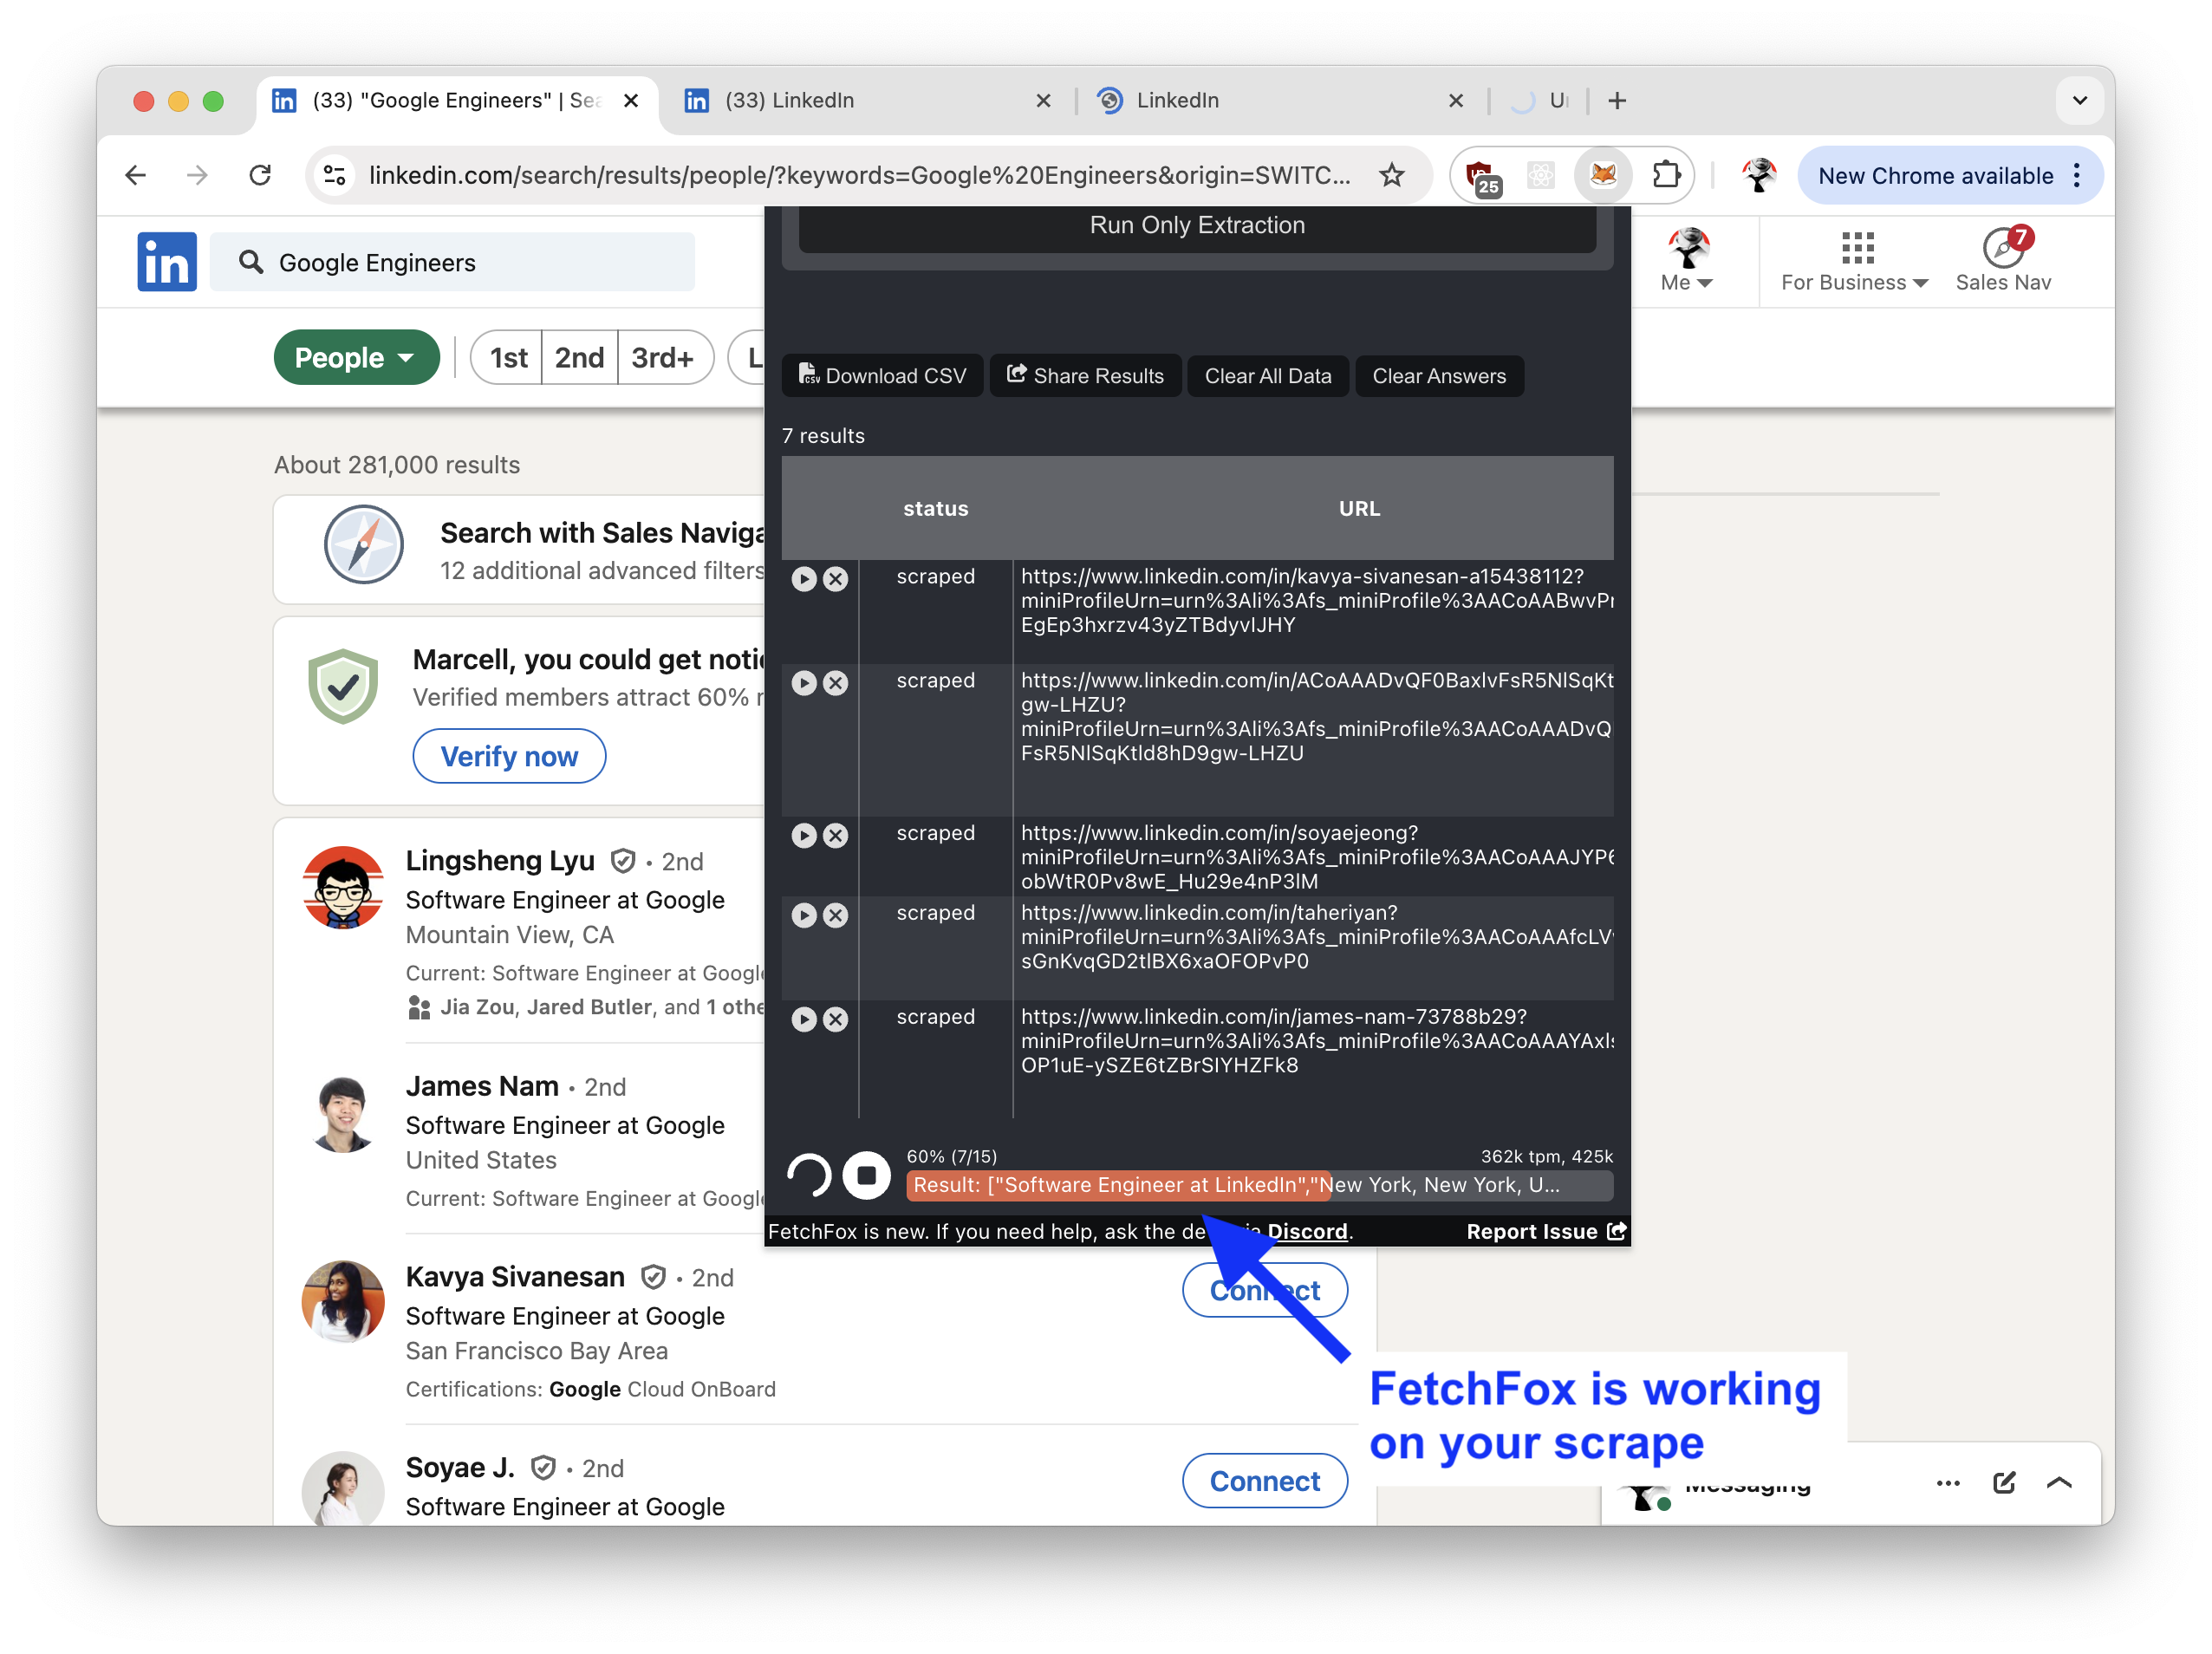 (33) "Google Engineers" | Sea
(33) LinkedIn
LinkedIn
linkedin.com/search/results/people/?keywords=Google%20Engineers&origin=SWITC...
25
New Chrome available
in
Google Engineers
Run Only Extraction
Me
For Business
7
Sales Nav
People
1st
2nd
3rd+
L
Download CSV
Share Results
Clear All Data
Clear Answers
7 results
status
URL
About 281,000 results
Search with Sales Naviga
12 additional advanced filters
Marcell, you could get noti
Verified members attract 60%
Verify now
Lingsheng Lyu • 2nd
Software Engineer at Google
Mountain View, CA
Current: Software Engineer at Google
Jia Zou, Jared Butler, and 1 othe
James Nam • 2nd
Software Engineer at Google
United States
Current: Software Engineer at Google
Kavya Sivanesan • 2nd
Software Engineer at Google
San Francisco Bay Area
Certifications: Google Cloud OnBoard
Connect
Soyae J. • 2nd
Software Engineer at Google
Connect
scraped
https://www.linkedin.com/in/kavya-sivanesan-a15438112?
miniProfileUrn=urn%3Ali%3Afs_miniProfile%3AACoAABwvPr
EgEp3hxrzv43yZTBdyvIJHY
scraped
https://www.linkedin.com/in/ACoAAADvQF0BaxlvFsR5NlSqKt
gw-LHZU?
miniProfileUrn=urn%3Ali%3Afs_miniProfile%3AACoAAADvQ
FsR5NlSqKtld8hD9gw-LHZU
scraped
https://www.linkedin.com/in/soyaejeong?
miniProfileUrn=urn%3Ali%3Afs_miniProfile%3AACoAAAJYP6
obWtR0Pv8wE_Hu29e4nP3lM
scraped
https://www.linkedin.com/in/taheriyan?
miniProfileUrn=urn%3Ali%3Afs_miniProfile%3AACoAAAfcLV
sGnKvqGD2tlBX6xaOFOPvP0
scraped
https://www.linkedin.com/in/james-nam-73788b29?
miniProfileUrn=urn%3Ali%3Afs_miniProfile%3AACoAAAYAxls
OP1uE-ySZE6tZBrSlYHZFk8
60% (7/15)
362k tpm, 425k
Result: ["Software Engineer at LinkedIn","New York, New York, U...
FetchFox is new. If you need help, ask the de Discord.
Report Issue
FetchFox is working
on your scrape
Messaging